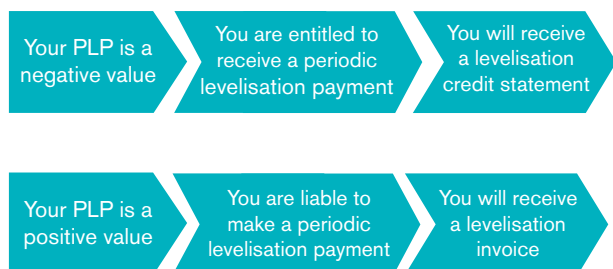 Your PLP is a
negative value
You are entitled to
receive a periodic
levelisation payment
You will receive
a levelisation
credit statement
Your PLP is a
positive value
You are liable to
make a periodic
levelisation payment
You will receive
a levelisation
invoice